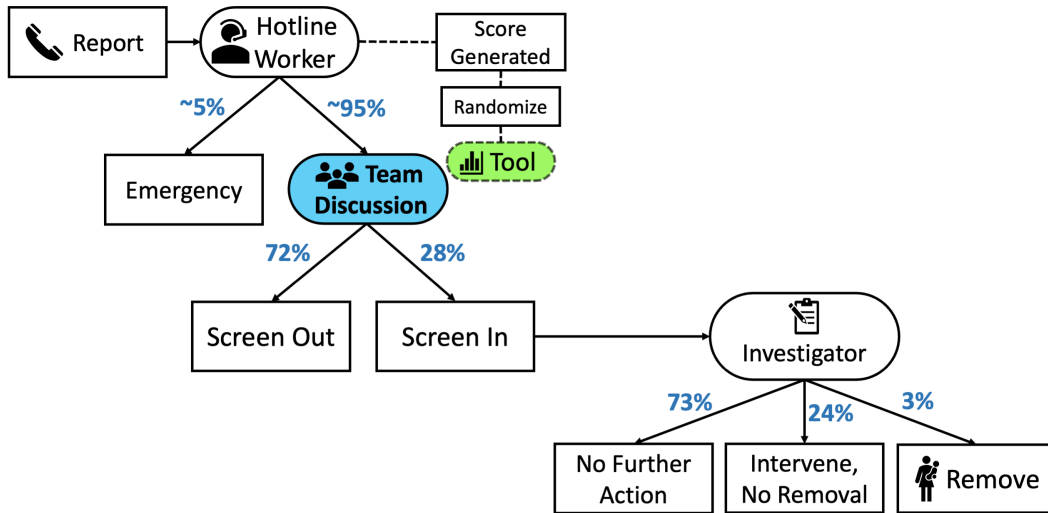 Report
Hotline
Worker
Score
Generated
Randomize
~5%
~95%
Tool
Emergency
Team
Discussion
72%
28%
Screen Out
Screen In
Investigator
73%
24%
3%
No Further
Action
Intervene,
No Removal
Remove